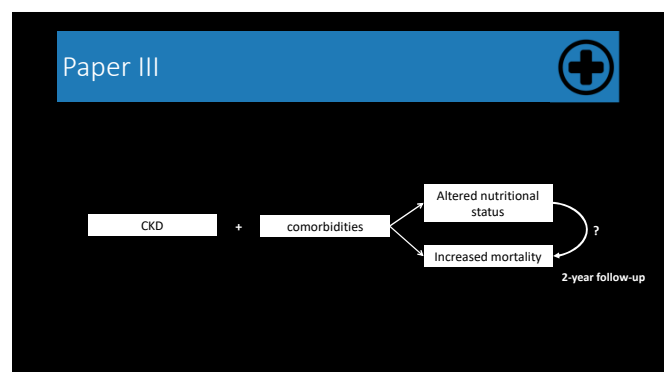 Paper III
CKD
+
comorbidities
Altered nutritional
status
?
Increased mortality
2-year follow-up